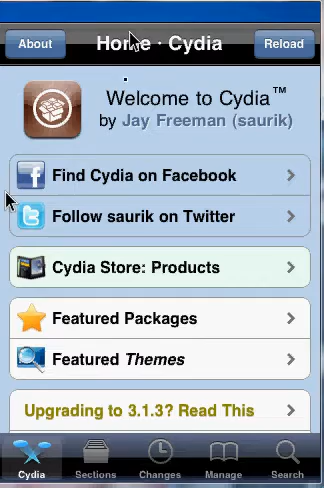 About
Home · Cydia
Reload
Welcome to Cydia™
by Jay Freeman (saurik)
Find Cydia on Facebook
Follow saurik on Twitter
Cydia Store: Products
Featured Packages
Featured Themes
Upgrading to 3.1.3? Read This
Cydia
Sections
Changes
Manage
Search